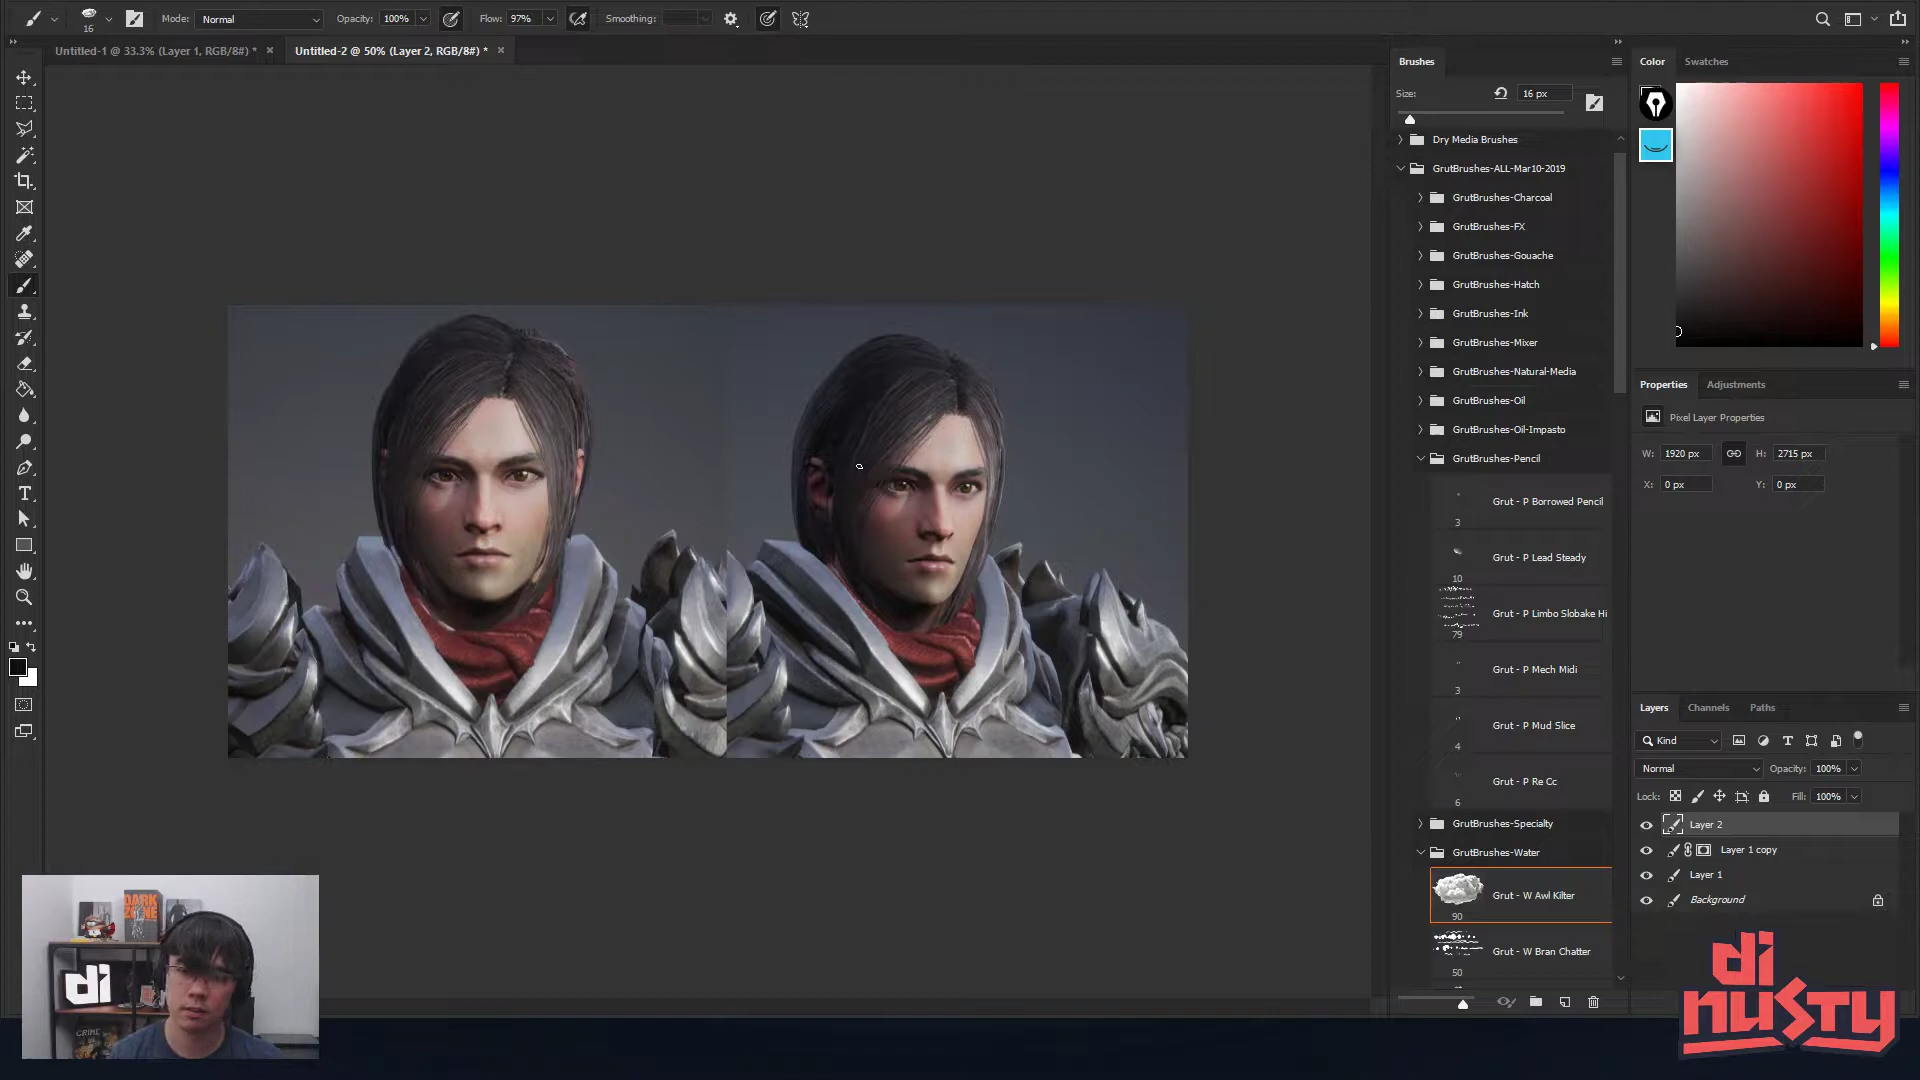 Mode: Normal Opacity: 100% Flow: 97% Smoothing:
16
Untitled-1 @ 33.3% (Layer 1, RGB/8#) * ×
Untitled-2 @ 50% (Layer 2, RGB/8#) * ×
Brushes
Size: 16 px
Dry Media Brushes
GrutBrushes-ALL-Mar10-2019
GrutBrushes-Charcoal
GrutBrushes-FX
GrutBrushes-Gouache
GrutBrushes-Hatch
GrutBrushes-Ink
GrutBrushes-Mixer
GrutBrushes-Natural-Media
GrutBrushes-Oil
GrutBrushes-Oil-Impasto
GrutBrushes-Pencil
Grut - P Borrowed Pencil
3
Grut - P Lead Steady
10
Grut - P Limbo Slobake Hi
79
Grut - P Mech Midi
3
Grut - P Mud Slice
4
Grut - P Re Cc
6
GrutBrushes-Specialty
GrutBrushes-Water
Grut - W Awl Kilter
90
Grut - W Bran Chatter
50
Color Swatches
Properties Adjustments
Pixel Layer Properties
W: 1920 px H: 2715 px
X: 0 px Y: 0 px
Layers Channels Paths
Kind
Normal Opacity: 100%
Lock: Fill: 100%
Layer 2
Layer 1 copy
Layer 1
Background
DARK
ZONE
di
CRIME
di
nusty